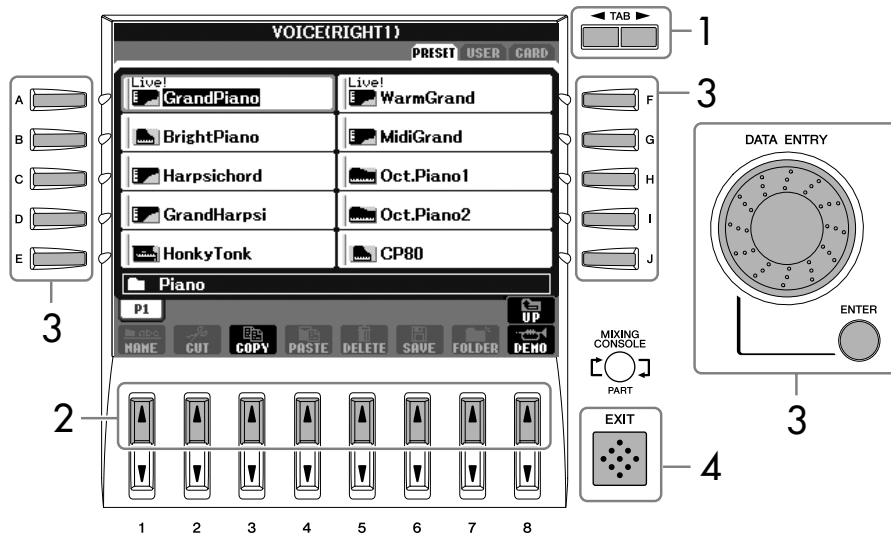 VOICE(RIGHT1)
◄ TAB ►
1
PRESET USER CARD
A
Live!
GrandPiano
Live!
WarmGrand
F
3
B
BrightPiano
MidiGrand
G
DATA ENTRY
C
Harpsichord
Oct.Piano1
H
D
GrandHarpsi
Oct.Piano2
I
E
HonkyTonk
CP80
J
3
Piano
P1
UP
ENTER
abc
NAME CUT COPY PASTE DELETE SAVE FOLDER DEMO
MIXING
CONSOLE
PART
3
2
EXIT
4
1 2 3 4 5 6 7 8